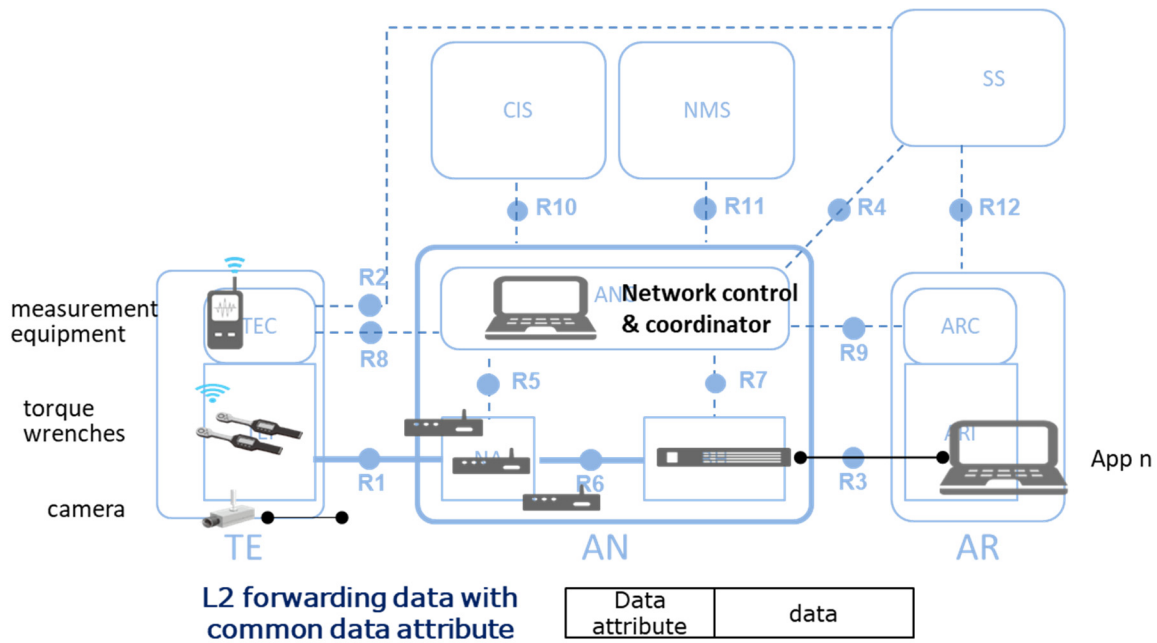 SS
CIS
NMS
R10
R11
R4
R12
R2
measurement
equipment
TEC
R8
AN
Network control
& coordinator
R9
ARC
R5
R7
torque
wrenches
R1
R6
R3
ARI
App n
camera
TE
AN
AR
L2 forwarding data with
common data attribute
Data
attribute
data